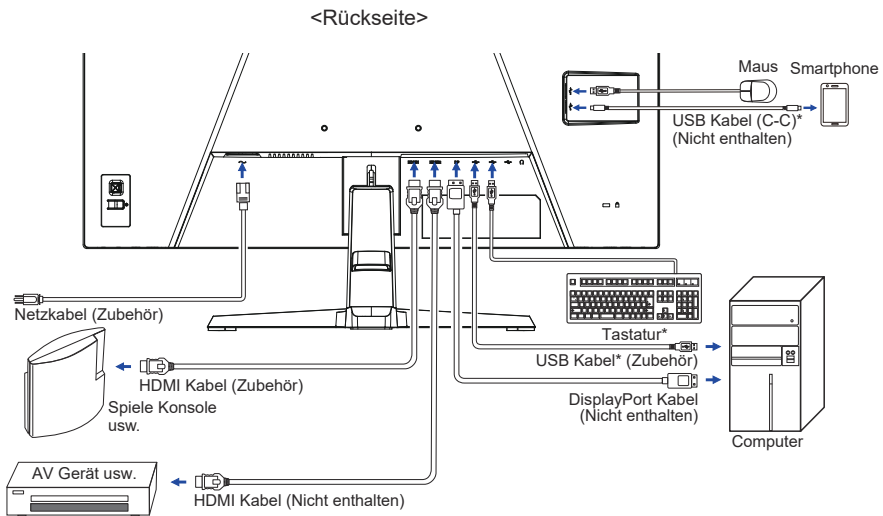 <Rückseite>
Maus
Smartphone
USB Kabel (C-C)*
(Nicht enthalten)
Netzkabel (Zubehör)
Tastatur*
USB Kabel* (Zubehör)
HDMI Kabel (Zubehör)
DisplayPort Kabel
(Nicht enthalten)
Spiele Konsole
usw.
Computer
AV Gerät usw.
HDMI Kabel (Nicht enthalten)